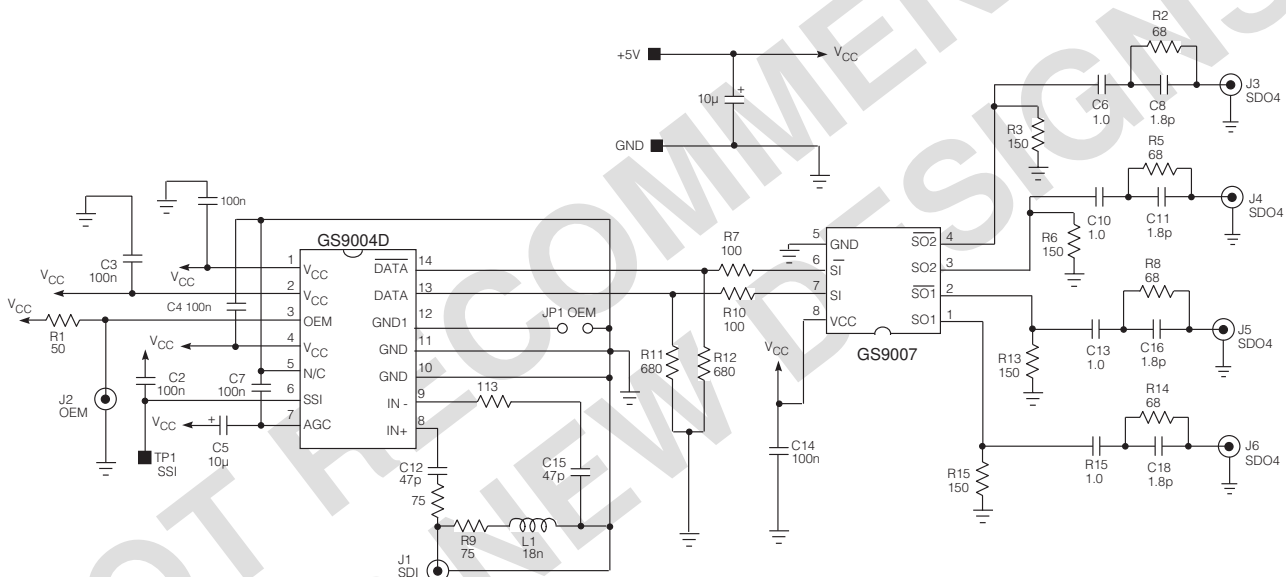 NOT RECOMMEN
NEW DESIGNS
+5V
VCC
10µ
+
GND
R2
68
C6
1.0
C8
1.8p
J3
SDO4
R3
150
R5
68
C10
1.0
C11
1.8p
J4
SDO4
R6
150
R8
68
C13
1.0
C16
1.8p
J5
SDO4
R13
150
R14
68
R15
1.0
C18
1.8p
J6
SDO4
R15
150
100n
C3
100n
VCC
VCC
VCC
R1
50
C4 100n
VCC
J2
OEM
C2
100n
C7
100n
VCC
+
C5
10µ
TP1
SSI
GS9004D
1 VCC
2 VCC
3 OEM
4 VCC
5 N/C
6 SSI
7 AGC
DATA 14
DATA 13
GND1 12
GND 11
GND 10
IN - 9
IN+ 8
JP1 OEM
113
C12
47p
C15
47p
75
R9
75
L1
18n
J1
SDI
R7
100
R10
100
R11
680
R12
680
VCC
C14
100n
5 GND
6 SI
7 SI
8 VCC
SO2 4
SO2 3
SO1 2
SO1 1
GS9007